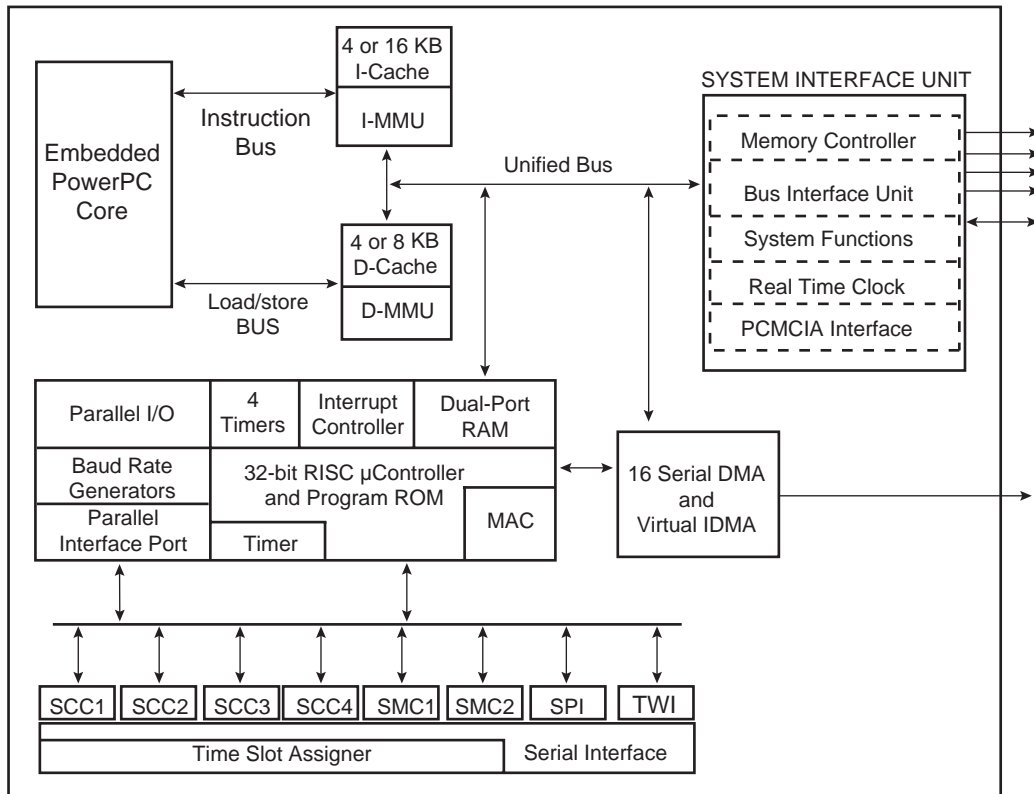 4 or 16 KB
I-Cache
I-MMU
Embedded
PowerPC
Core
Instruction
Bus
Unified Bus
4 or 8 KB
D-Cache
D-MMU
Load/store
BUS
SYSTEM INTERFACE UNIT
Memory Controller
Bus Interface Unit
System Functions
Real Time Clock
PCMCIA Interface
Parallel I/O
4
Timers
Interrupt
Controller
Dual-Port
RAM
Baud Rate
Generators
Parallel
Interface Port
32-bit RISC µController
and Program ROM
Timer
MAC
16 Serial DMA
and
Virtual IDMA
SCC1
SCC2
SCC3
SCC4
SMC1
SMC2
SPI
TWI
Time Slot Assigner
Serial Interface